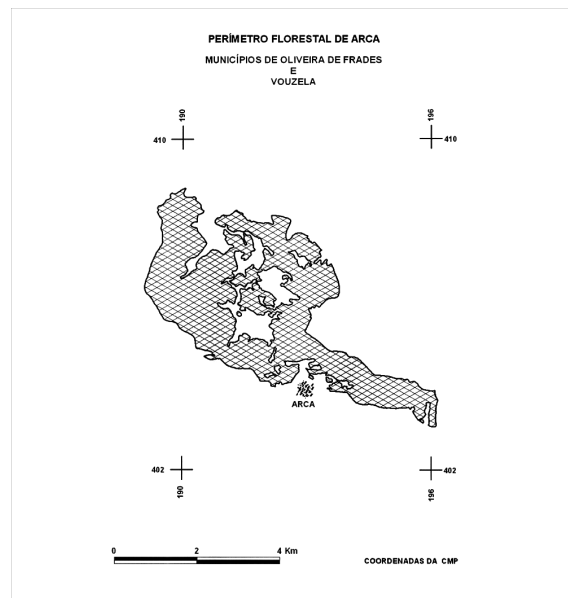 PERÍMETRO FLORESTAL DE ARCA
MUNICÍPIOS DE OLIVEIRA DE FRADES
E
VOUZELA
190
196
410
410
ARCA
402
402
190
196
0 2 4 Km
COORDENADAS DA CMP